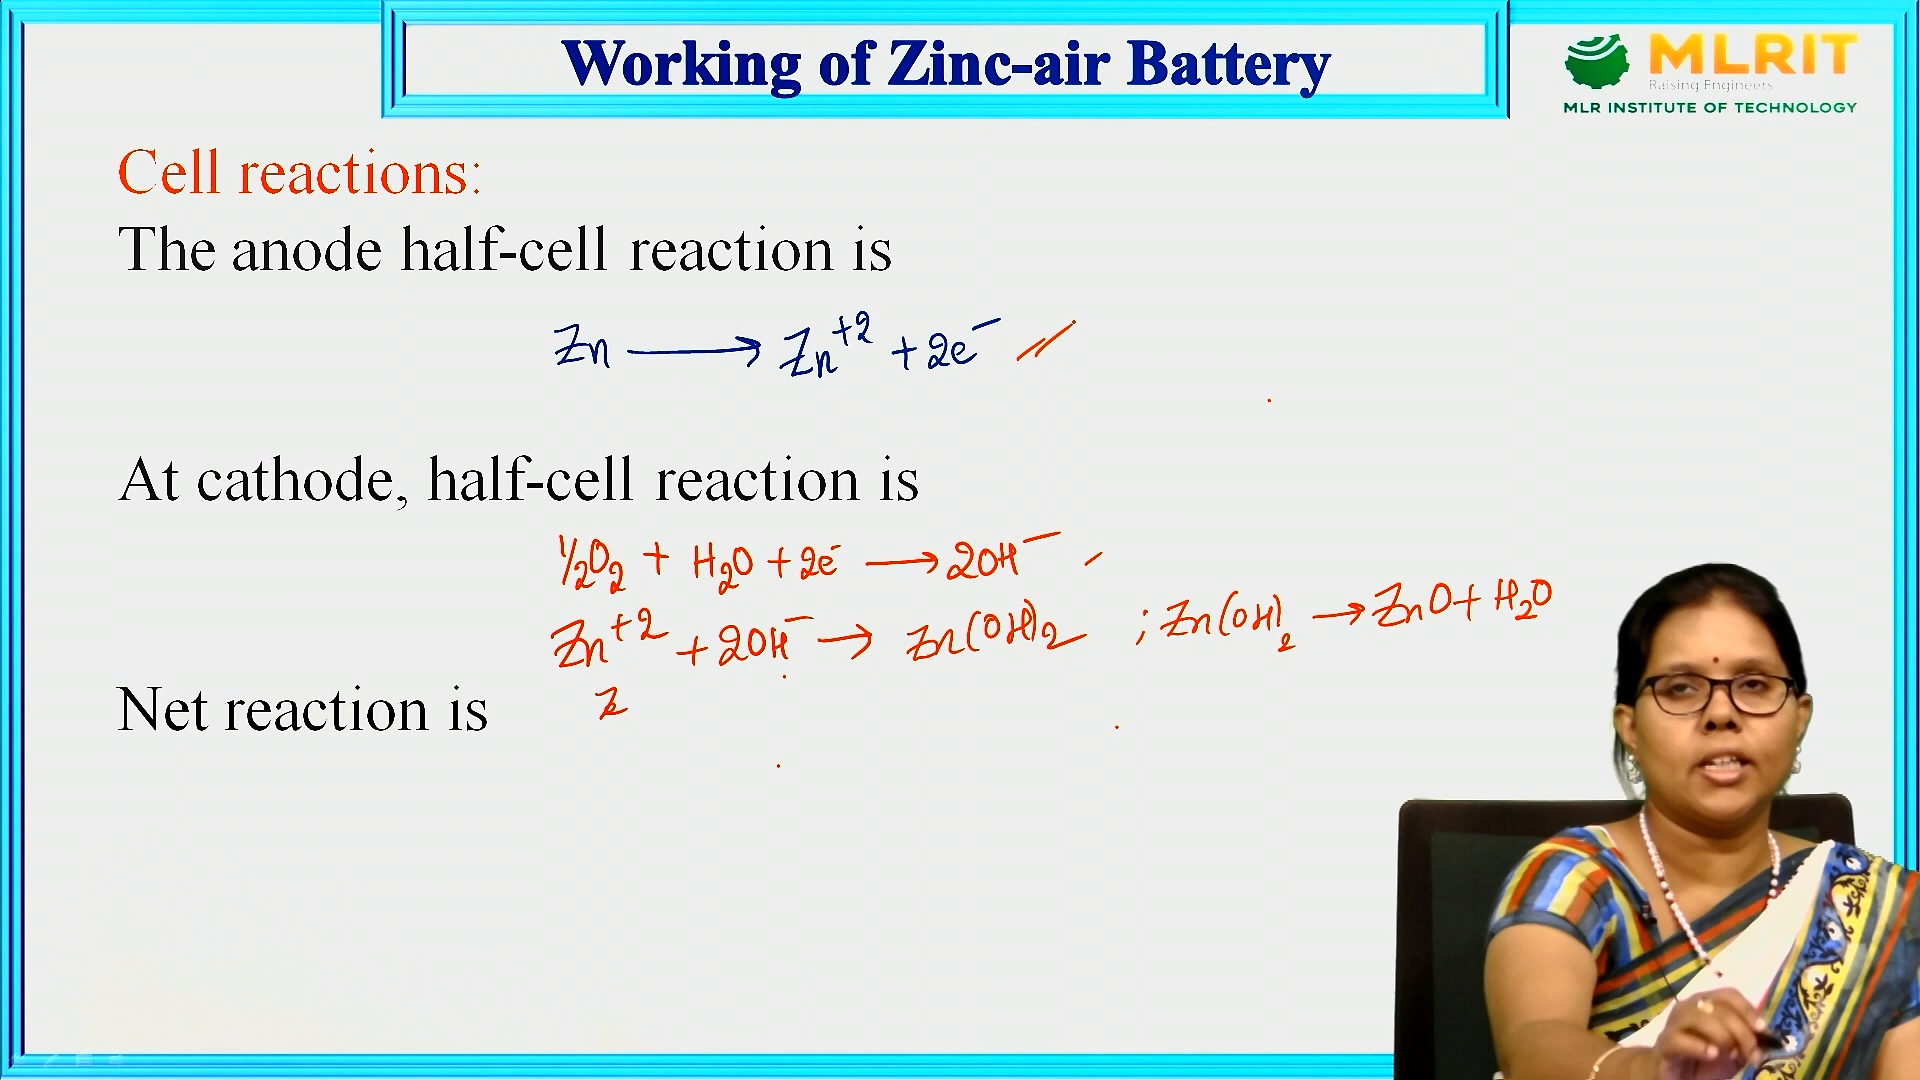 Working of Zinc-air Battery
MLRIT
Raising Engineers
MLR INSTITUTE OF TECHNOLOGY
Cell reactions:
The anode half-cell reaction is
Zn ⟶ Zn⁺² + 2e⁻
At cathode, half-cell reaction is
½O₂ + H₂O + 2e⁻ ⟶ 2OH⁻
Zn⁺² + 2OH⁻ → Zn(OH)₂ ; Zn(OH)₂ → ZnO + H₂O
Net reaction is Z